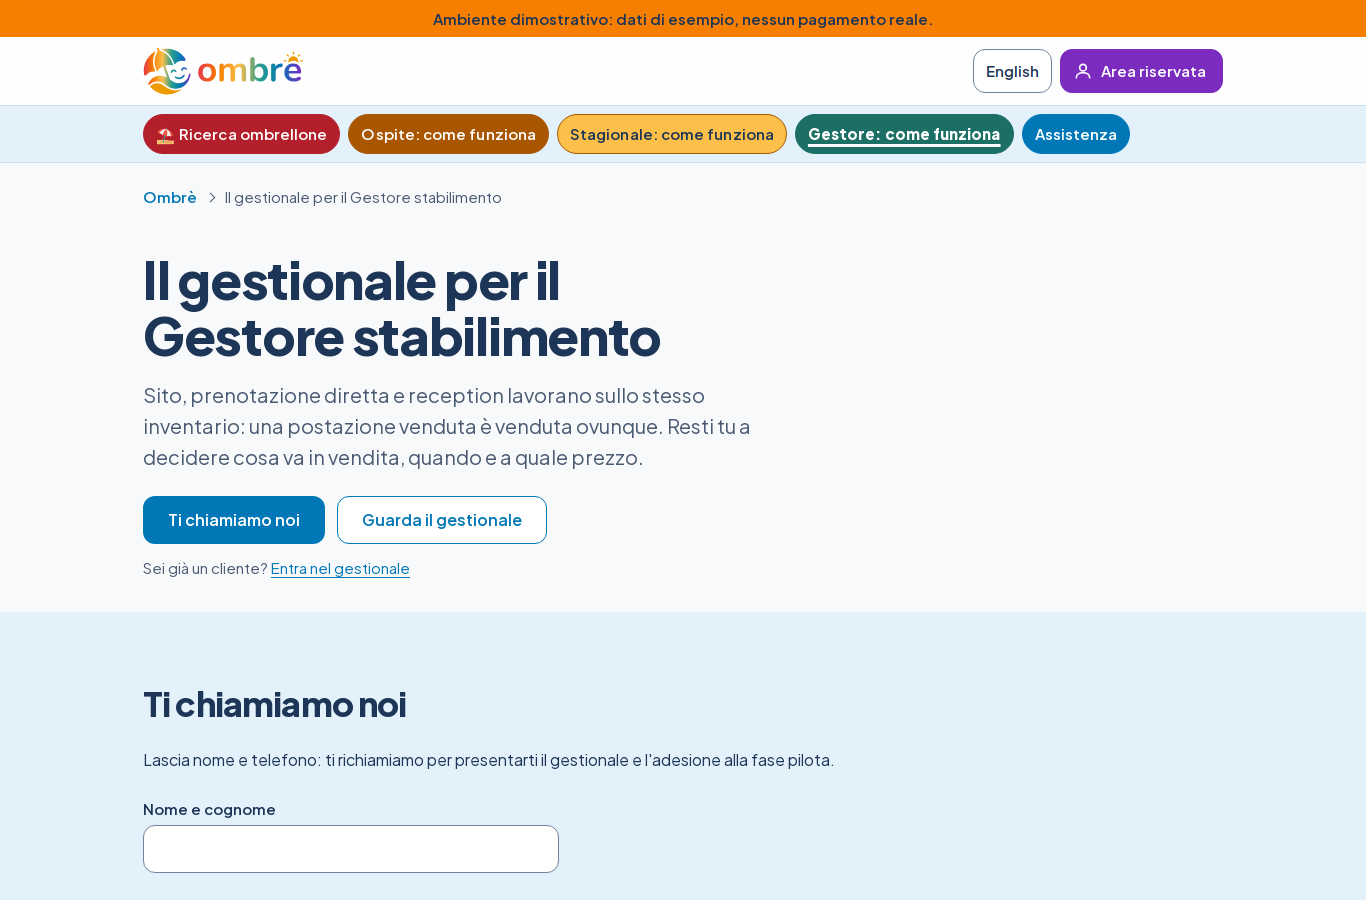 Ambiente dimostrativo: dati di esempio, nessun pagamento reale.
ombrè
English
Area riservata
Ricerca ombrellone
Ospite: come funziona
Stagionale: come funziona
Gestore: come funziona
Assistenza
Ombrè
Il gestionale per il Gestore stabilimento
Il gestionale per il
Gestore stabilimento
Sito, prenotazione diretta e reception lavorano sullo stesso
inventario: una postazione venduta è venduta ovunque. Resti tu a
decidere cosa va in vendita, quando e a quale prezzo.
Ti chiamiamo noi
Guarda il gestionale
Sei già un cliente? Entra nel gestionale
Ti chiamiamo noi
Lascia nome e telefono: ti richiamiamo per presentarti il gestionale e l'adesione alla fase pilota.
Nome e cognome